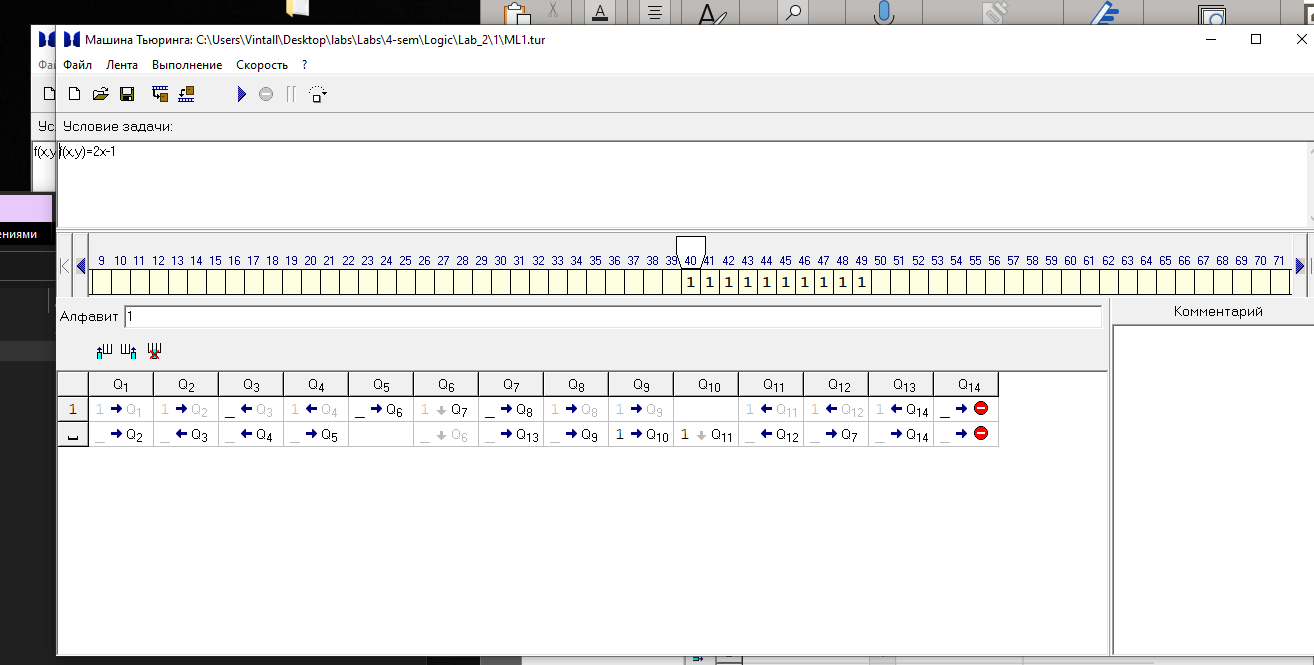 Машина Тьюринга: C:\Users\Vintall\Desktop\labs\Labs\4-sem\Logic\Lab_2\1\ML1.tur
Фай Файл Лента Выполнение Скорость ?
Ус Условие задачи:
f(x,y f(x,y)=2x-1
ениями
9 10 11 12 13 14 15 16 17 18 19 20 21 22 23 24 25 26 27 28 29 30 31 32 33 34 35 36 37 38 39 40 41 42 43 44 45 46 47 48 49 50 51 52 53 54 55 56 57 58 59 60 61 62 63 64 65 66 67 68 69 70 71
1 1 1 1 1 1 1 1 1 1
Алфавит 1
Комментарий
Q1 Q2 Q3 Q4 Q5 Q6 Q7 Q8 Q9 Q10 Q11 Q12 Q13 Q14
1 1 → Q1 1 → Q2 _ ← Q3 1 ← Q4 _ → Q6 1 ↓ Q7 _ → Q8 1 → Q8 1 → Q9 1 ← Q11 1 ← Q12 1 ← Q14 _ →
_ → Q2 _ ← Q3 _ ← Q4 _ → Q5 _ ↓ Q6 _ → Q13 _ → Q9 1 → Q10 1 ↓ Q11 _ ← Q12 _ → Q7 _ → Q14 _ →